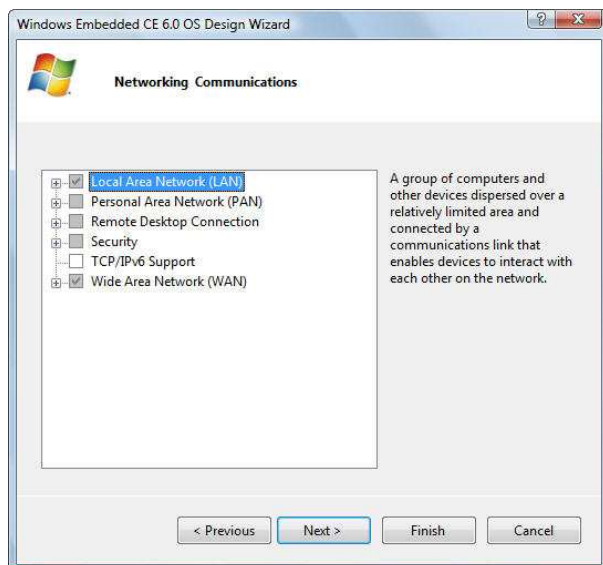 Windows Embedded CE 6.0 OS Design Wizard
Networking Communications
Local Area Network (LAN)
Personal Area Network (PAN)
Remote Desktop Connection
Security
TCP/IPv6 Support
Wide Area Network (WAN)
A group of computers and
other devices dispersed over a
relatively limited area and
connected by a
communications link that
enables devices to interact with
each other on the network.
< Previous
Next >
Finish
Cancel